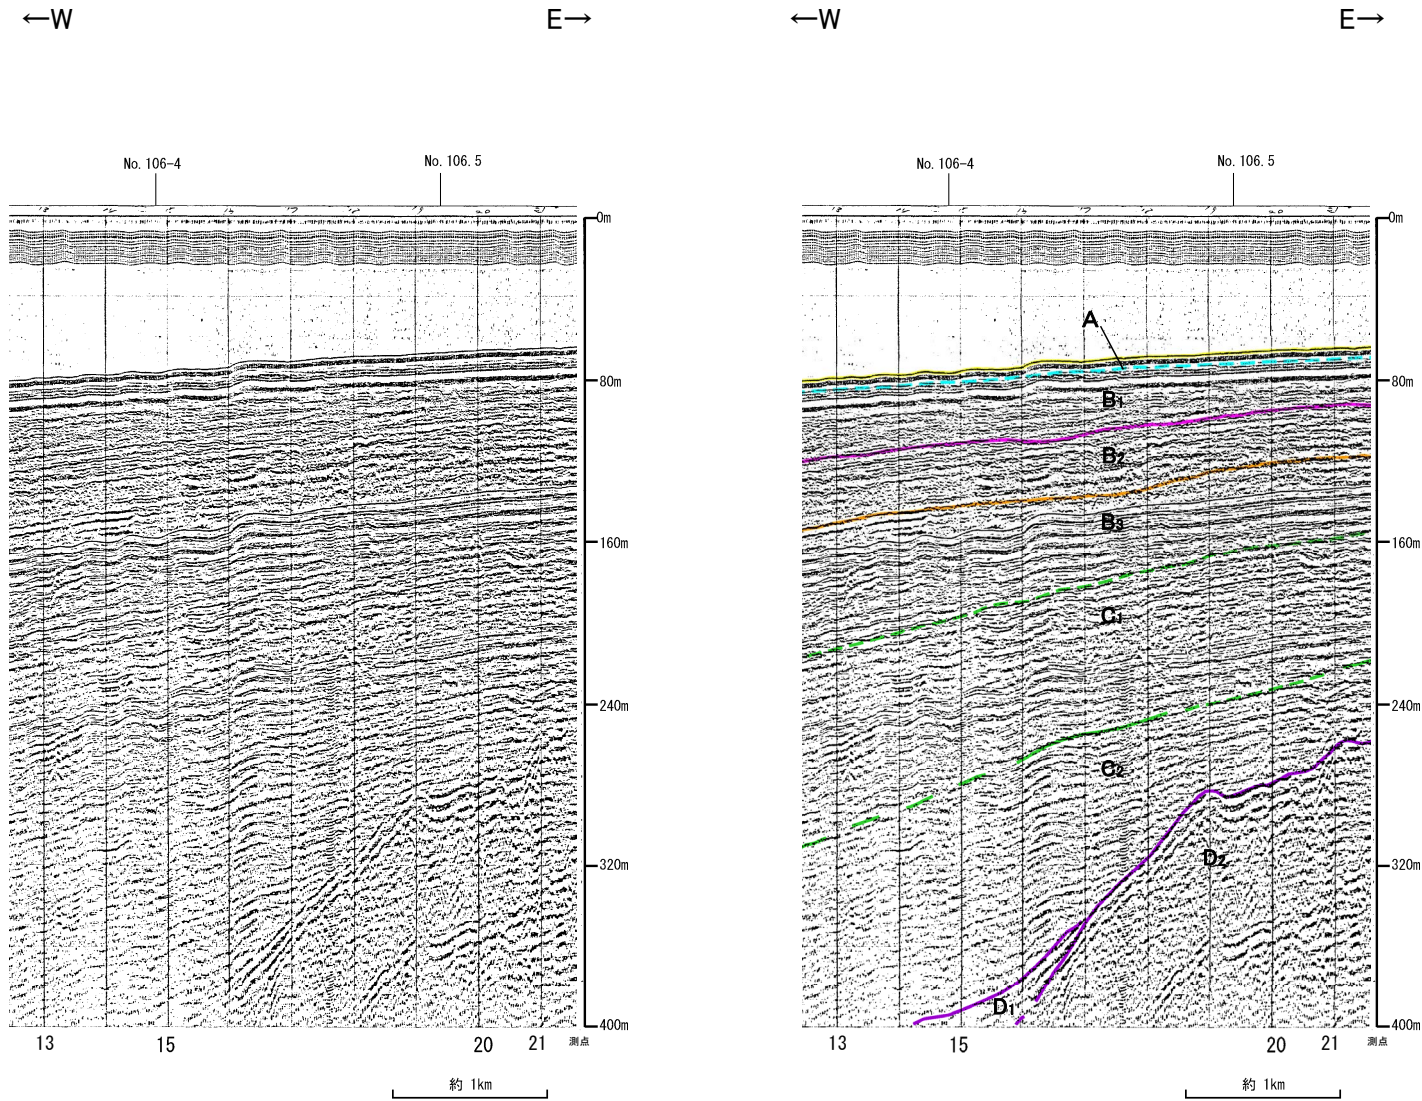 ←W E→ ←W E→
No.106-4 No.106.5 No.106-4 No.106.5
0m 0m
A
80m 80m
B1
B2
B3
160m 160m
C1
240m 240m
C2
320m 320m
D2
D1
400m 400m
13 15 20 21 測点 13 15 20 21 測点
約 1km 約 1km